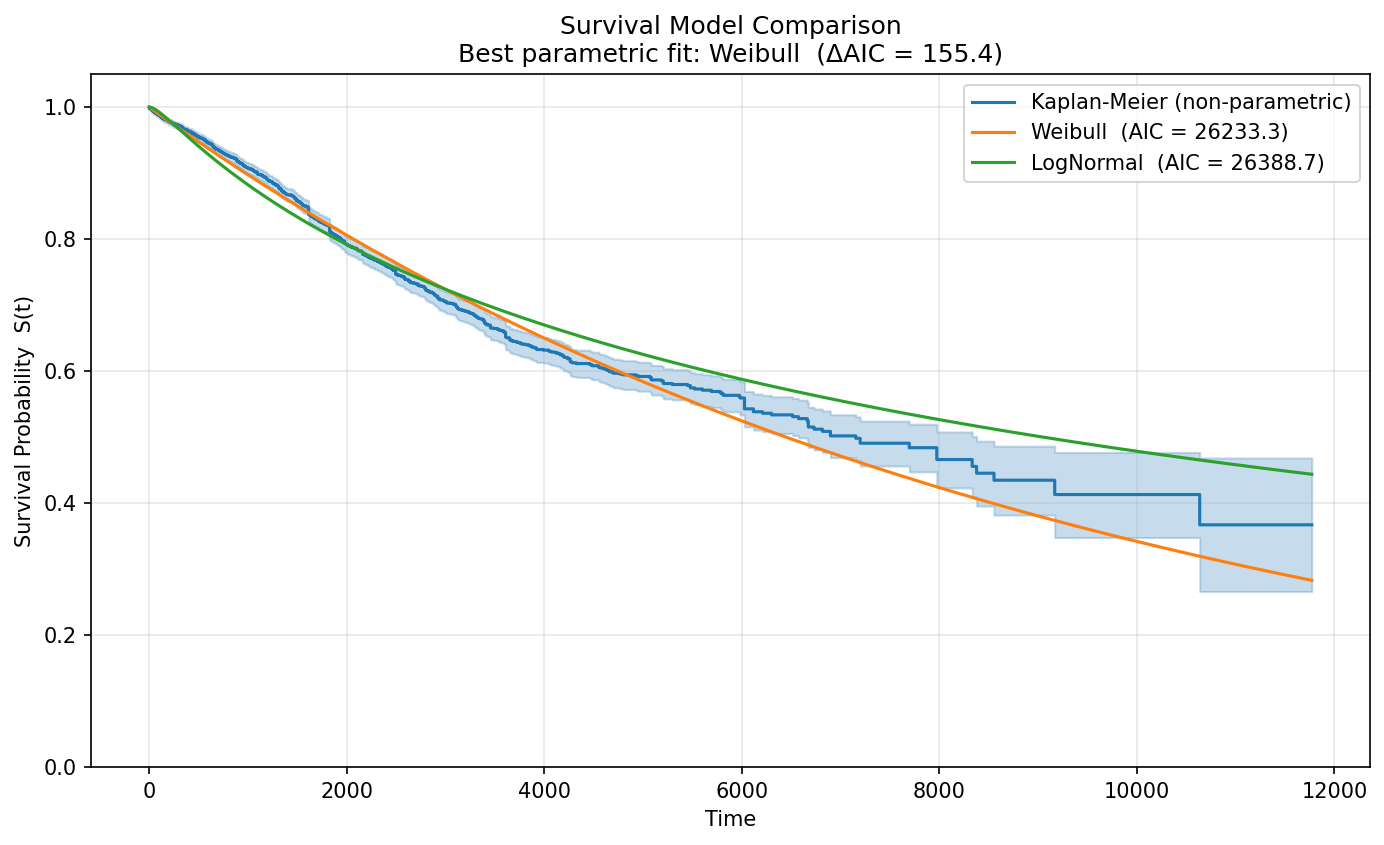 Survival Model Comparison
Best parametric fit: Weibull  (ΔAIC = 155.4)
Kaplan-Meier (non-parametric)
Weibull  (AIC = 26233.3)
LogNormal  (AIC = 26388.7)
Survival Probability  S(t)
1.0
0.8
0.6
0.4
0.2
0.0
0 2000 4000 6000 8000 10000 12000
Time